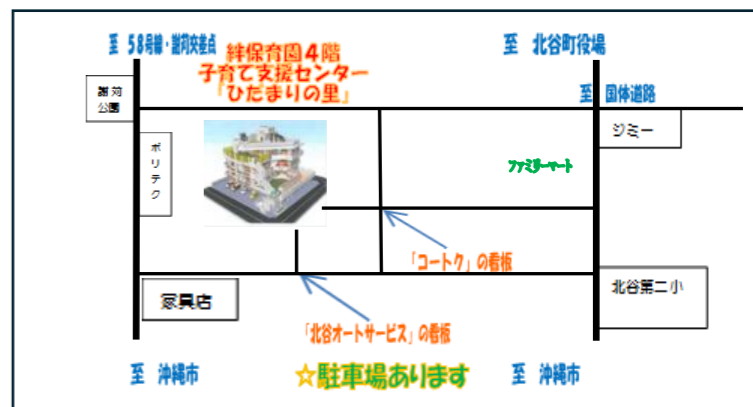 至 58号線・謝苅交差点
絆保育園4階
子育て支援センター
「ひだまりの里」
至 北谷町役場
至 国体道路
謝苅
公園
ポリテク
ジミー
ファミリーマート
「コートク」の看板
北谷第二小
家具店
「北谷オートサービス」の看板
至 沖縄市
☆駐車場あります
至 沖縄市